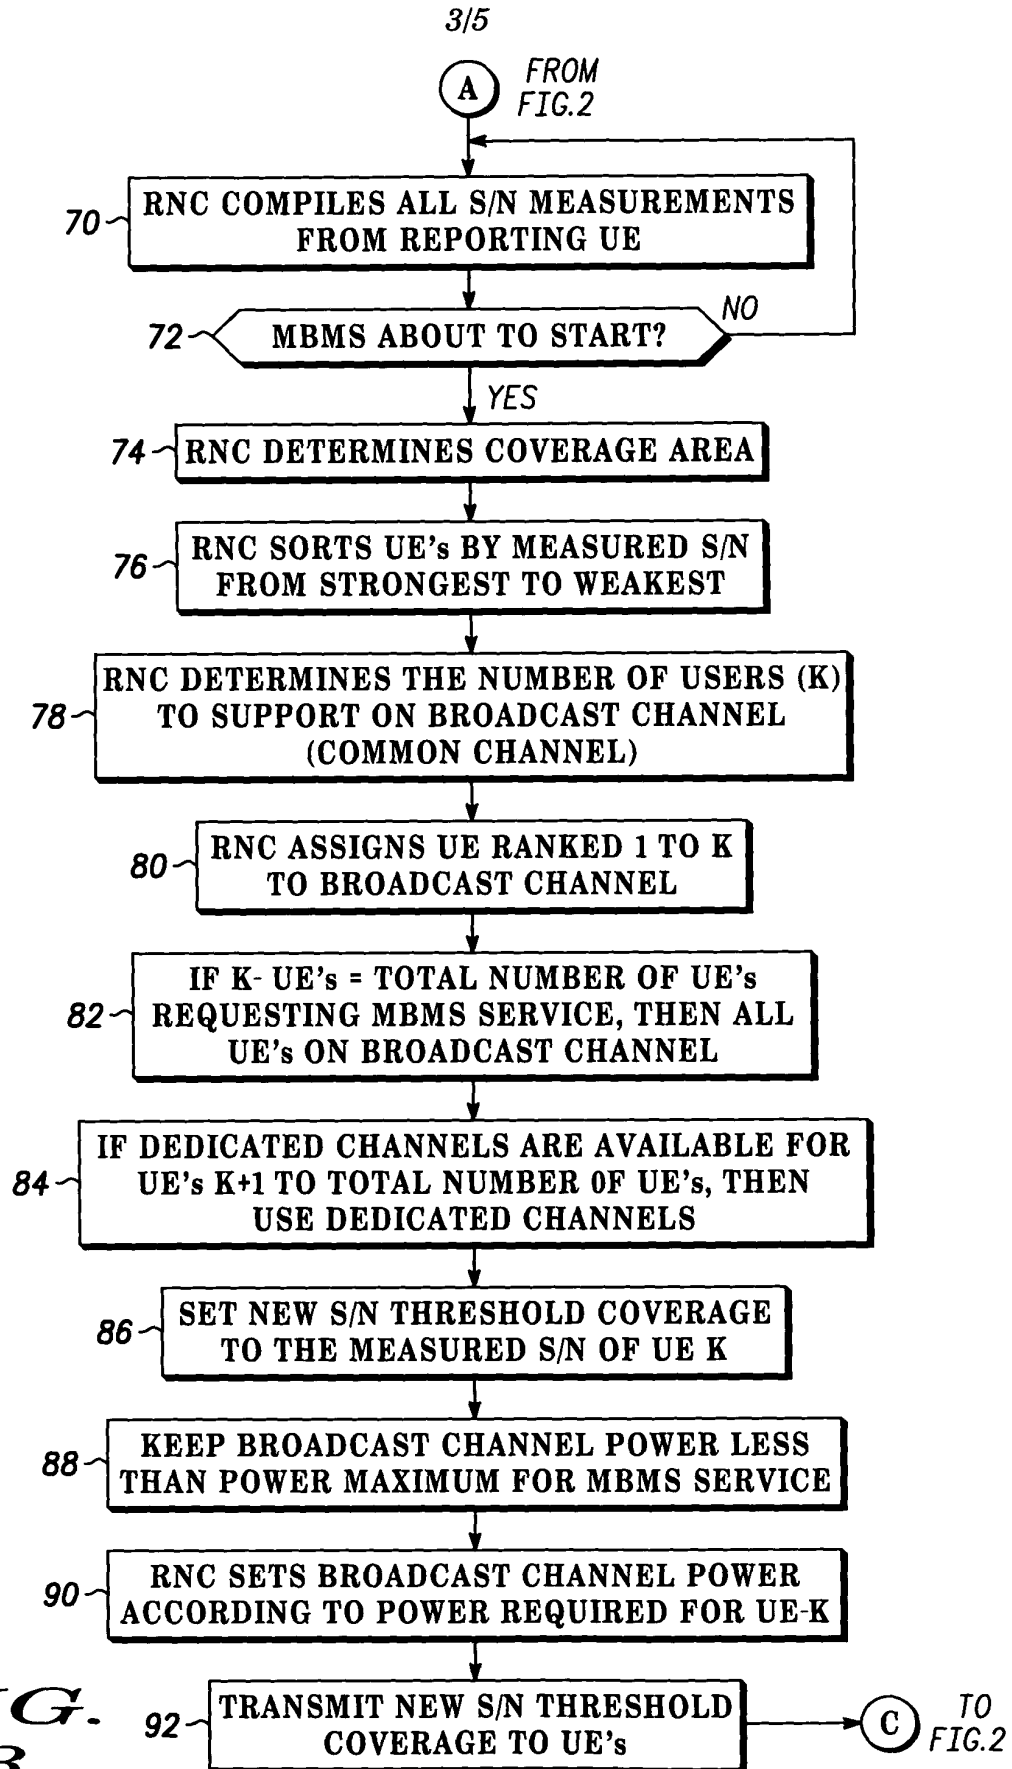 3/5
A
FROM
FIG.2
70
RNC COMPILES ALL S/N MEASUREMENTS
FROM REPORTING UE
72
MBMS ABOUT TO START?
NO
YES
74
RNC DETERMINES COVERAGE AREA
76
RNC SORTS UE's BY MEASURED S/N
FROM STRONGEST TO WEAKEST
78
RNC DETERMINES THE NUMBER OF USERS (K)
TO SUPPORT ON BROADCAST CHANNEL
(COMMON CHANNEL)
80
RNC ASSIGNS UE RANKED 1 TO K
TO BROADCAST CHANNEL
82
IF K- UE's = TOTAL NUMBER OF UE's
REQUESTING MBMS SERVICE, THEN ALL
UE's ON BROADCAST CHANNEL
84
IF DEDICATED CHANNELS ARE AVAILABLE FOR
UE's K+1 TO TOTAL NUMBER OF UE's, THEN
USE DEDICATED CHANNELS
86
SET NEW S/N THRESHOLD COVERAGE
TO THE MEASURED S/N OF UE K
88
KEEP BROADCAST CHANNEL POWER LESS
THAN POWER MAXIMUM FOR MBMS SERVICE
90
RNC SETS BROADCAST CHANNEL POWER
ACCORDING TO POWER REQUIRED FOR UE-K
92
TRANSMIT NEW S/N THRESHOLD
COVERAGE TO UE's
C
TO
FIG.2